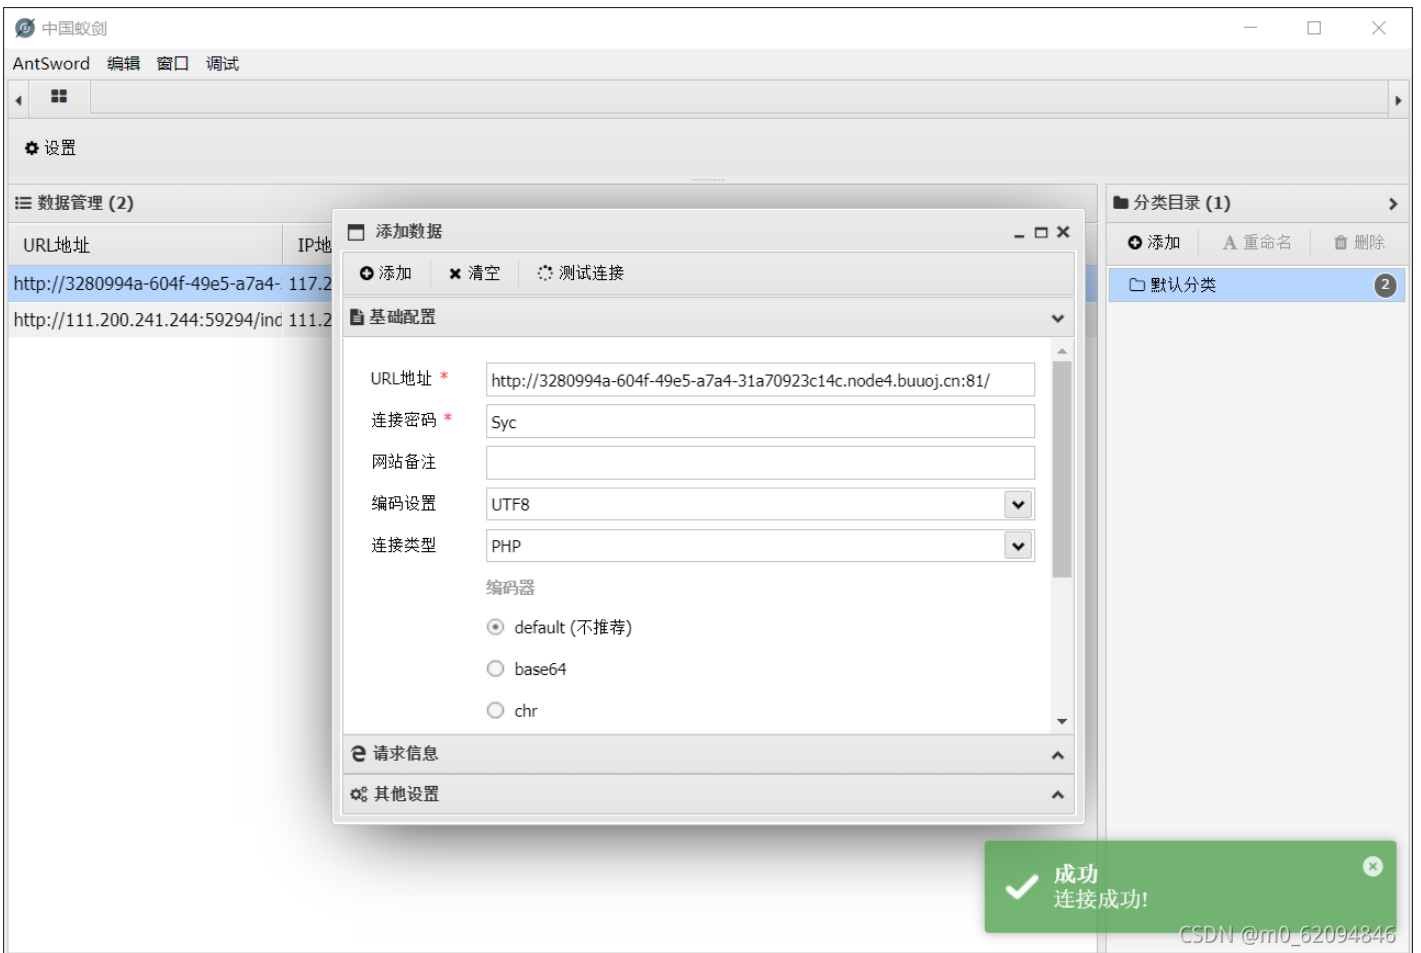 中国蚁剑
AntSword 编辑 窗口 调试
设置
数据管理 (2)
URL地址 IP地
http://3280994a-604f-49e5-a7a4- 117.2
http://111.200.241.244:59294/ind 111.2
添加数据
添加 清空 测试连接
基础配置
URL地址 * http://3280994a-604f-49e5-a7a4-31a70923c14c.node4.buuoj.cn:81/
连接密码 * Syc
网站备注
编码设置 UTF8
连接类型 PHP
编码器
default (不推荐)
base64
chr
请求信息
其他设置
分类目录 (1)
添加 重命名 删除
默认分类 2
成功
连接成功!
CSDN @m0_62094846